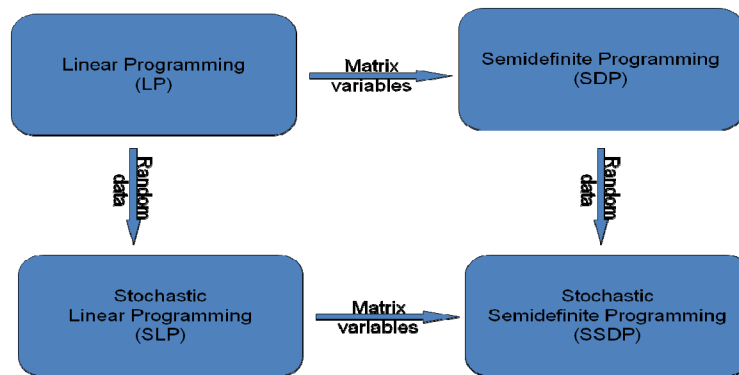 Linear Programming
(LP)
Matrix
variables
Semidefinite Programming
(SDP)
Random
data
Random
data
Stochastic
Linear Programming
(SLP)
Matrix
variables
Stochastic
Semidefinite Programming
(SSDP)